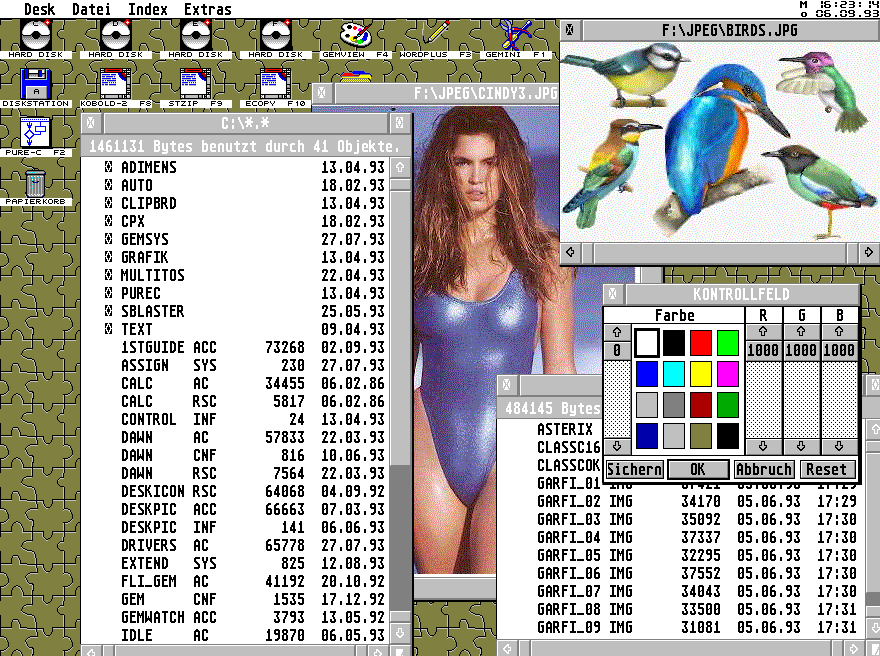 Desk Datei Index Extras
M 16:23:14
o 06.09.93
HARD DISK
HARD DISK
HARD DISK
HARD DISK
GEMVIEW F4
WORDPLUS F3
GEMINI F1
A
DISKSTATION
KOBOLD-2 F8
STZIP F9
ECOPY F10
PURE-C F2
PAPIERKORB
F:\JPEG\BIRDS.JPG
F:\JPEG\CINDY3.JPG
C:\*.*
1461131 Bytes benutzt durch 41 Objekte.
ADIMENS 13.04.93
AUTO 18.02.93
CLIPBRD 13.04.93
CPX 18.02.93
GEMSYS 27.07.93
GRAFIK 13.04.93
MULTITOS 22.04.93
PUREC 13.04.93
SBLASTER 25.05.93
TEXT 09.04.93
1STGUIDE ACC 73268 02.09.93
ASSIGN SYS 230 27.07.93
CALC AC 34455 06.02.86
CALC RSC 5817 06.02.86
CONTROL INF 24 13.04.93
DAWN AC 57833 22.03.93
DAWN CNF 816 10.06.93
DAWN RSC 7564 22.03.93
DESKICON RSC 64068 04.09.92
DESKPIC ACC 66663 07.03.93
DESKPIC INF 141 06.06.93
DRIVERS AC 65778 27.07.93
EXTEND SYS 825 12.08.93
FLI_GEM AC 41192 20.10.92
GEM CNF 1535 17.12.92
GEMWATCH ACC 3793 13.05.92
IDLE AC 19870 06.05.93
KONTROLLFELD
Farbe R G B
0 1000 1000 1000
Sichern OK Abbruch Reset
484145 Bytes
ASTERIX
CLASSC16
CLASSCOK
GARFI_01
GARFI_02 IMG 34170 05.06.93 17:29
GARFI_03 IMG 35092 05.06.93 17:30
GARFI_04 IMG 37337 05.06.93 17:30
GARFI_05 IMG 32295 05.06.93 17:30
GARFI_06 IMG 37552 05.06.93 17:30
GARFI_07 IMG 34043 05.06.93 17:30
GARFI_08 IMG 33500 05.06.93 17:31
GARFI_09 IMG 31081 05.06.93 17:31